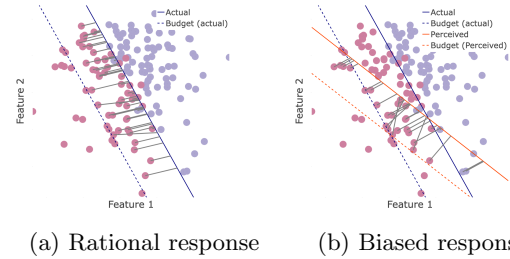 Actual
Budget (actual)
Feature 2
Feature 1
(a) Rational response
Actual
Budget (actual)
Perceived
Budget (Perceived)
Feature 2
Feature 1
(b) Biased respons